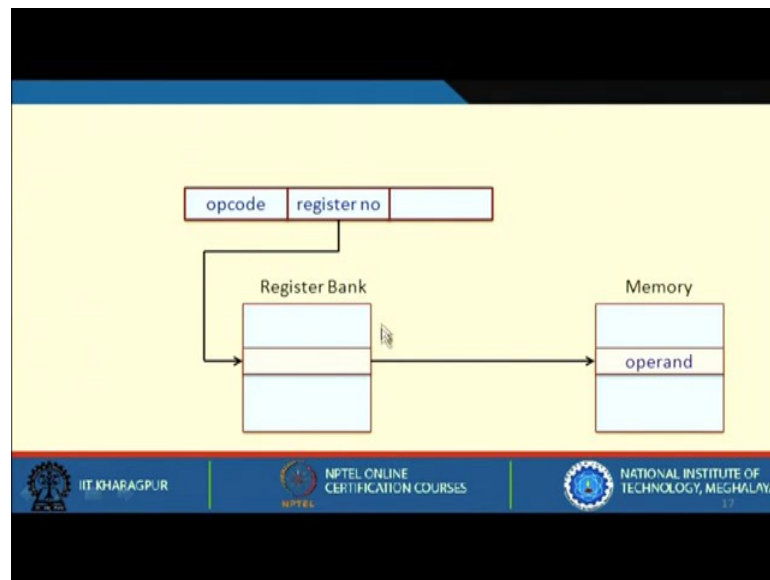 opcode register no
Register Bank Memory
operand
IIT KHARAGPUR
NPTEL
NPTEL ONLINE
CERTIFICATION COURSES
NATIONAL INSTITUTE OF
TECHNOLOGY, MEGHALAYA
17